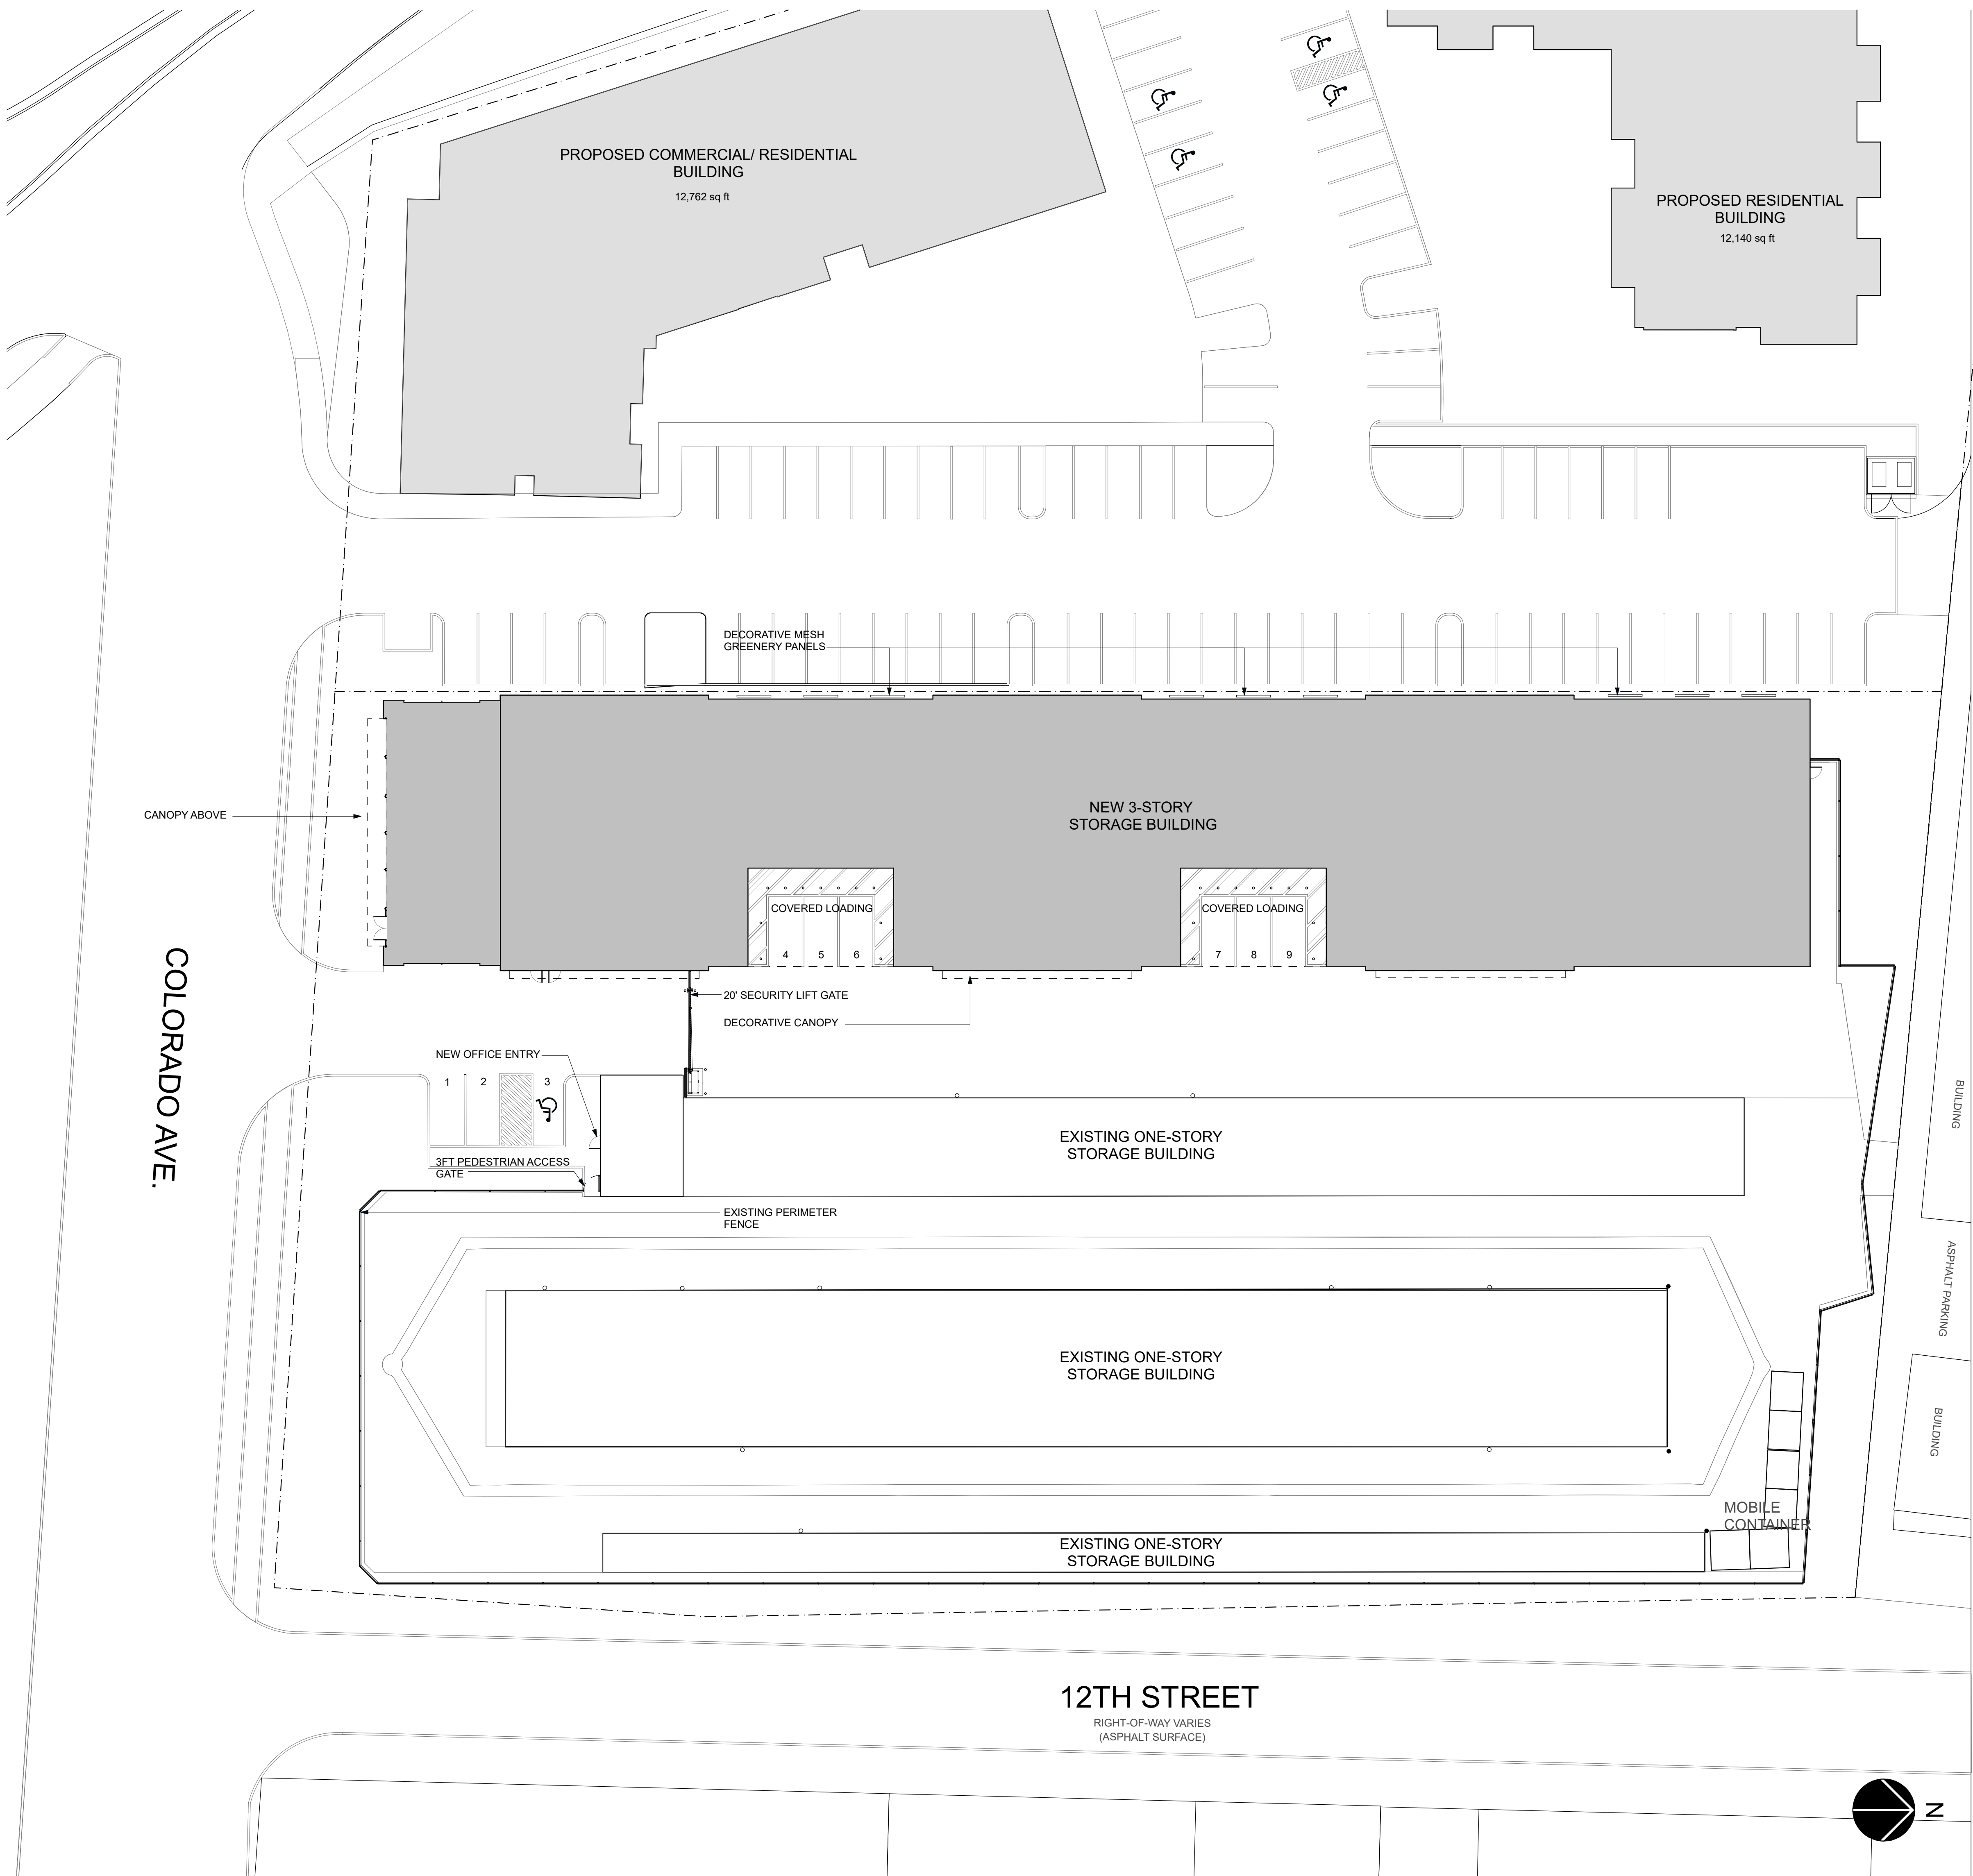 PROPOSED COMMERCIAL/ RESIDENTIAL
BUILDING
12,762 sq ft
PROPOSED RESIDENTIAL
BUILDING
12,140 sq ft
DECORATIVE MESH
GREENERY PANELS
CANOPY ABOVE
NEW 3-STORY
STORAGE BUILDING
COVERED LOADING
4
5
6
COVERED LOADING
7
8
9
COLORADO AVE.
20' SECURITY LIFT GATE
DECORATIVE CANOPY
NEW OFFICE ENTRY
1
2
3
3FT PEDESTRIAN ACCESS
GATE
EXISTING ONE-STORY
STORAGE BUILDING
EXISTING PERIMETER
FENCE
BUILDING
ASPHALT PARKING
BUILDING
EXISTING ONE-STORY
STORAGE BUILDING
MOBILE
CONTAINER
EXISTING ONE-STORY
STORAGE BUILDING
12TH STREET
RIGHT-OF-WAY VARIES
(ASPHALT SURFACE)
N